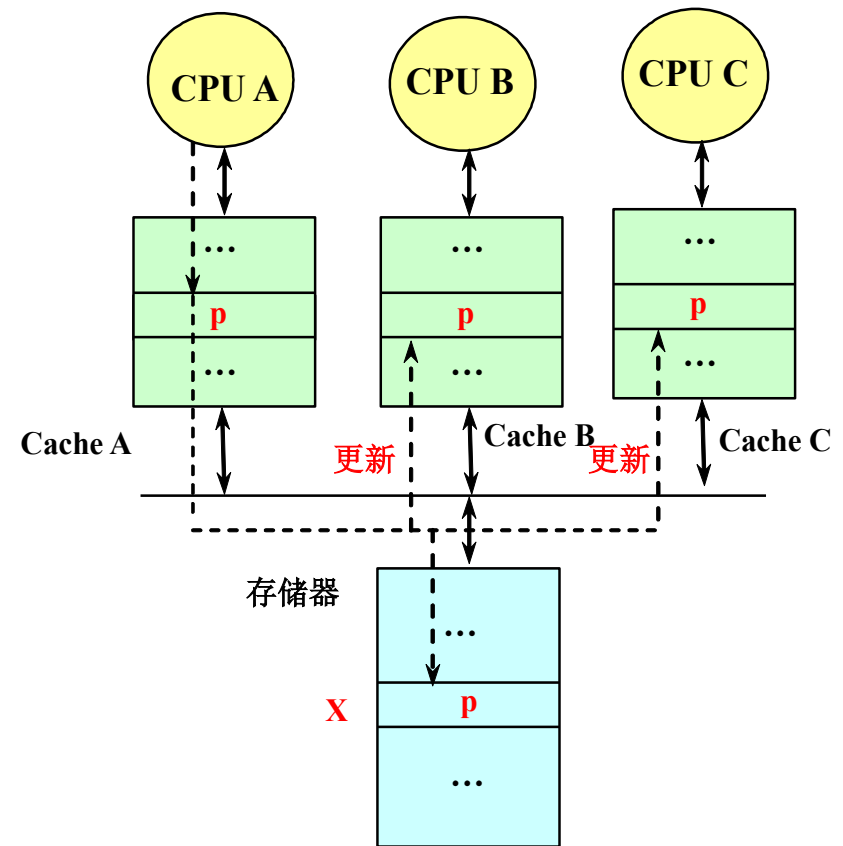 CPU A
CPU B
CPU C
...
...
...
p
p
p
...
...
...
Cache A
更新
Cache B
更新
Cache C
存储器
...
X
p
...